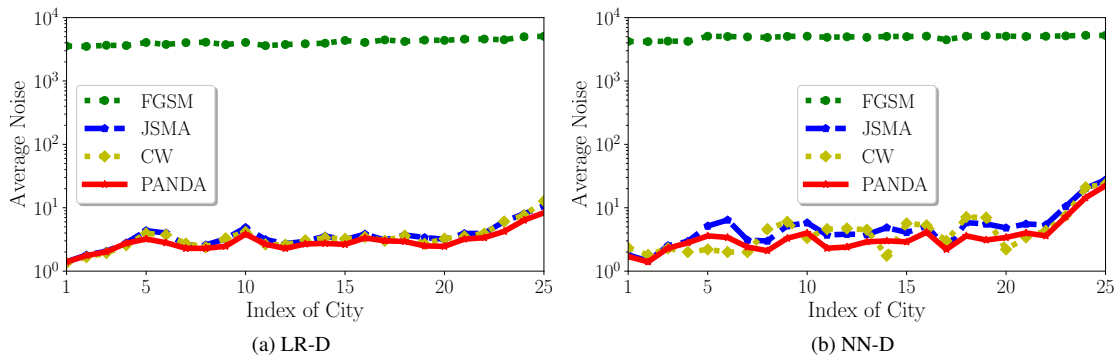 10^4
10^3
10^2
10^1
10^0
Average Noise
FGSM
JSMA
CW
PANDA
1 5 10 15 20 25
Index of City
(a) LR-D
10^4
10^3
10^2
10^1
10^0
Average Noise
FGSM
JSMA
CW
PANDA
1 5 10 15 20 25
Index of City
(b) NN-D